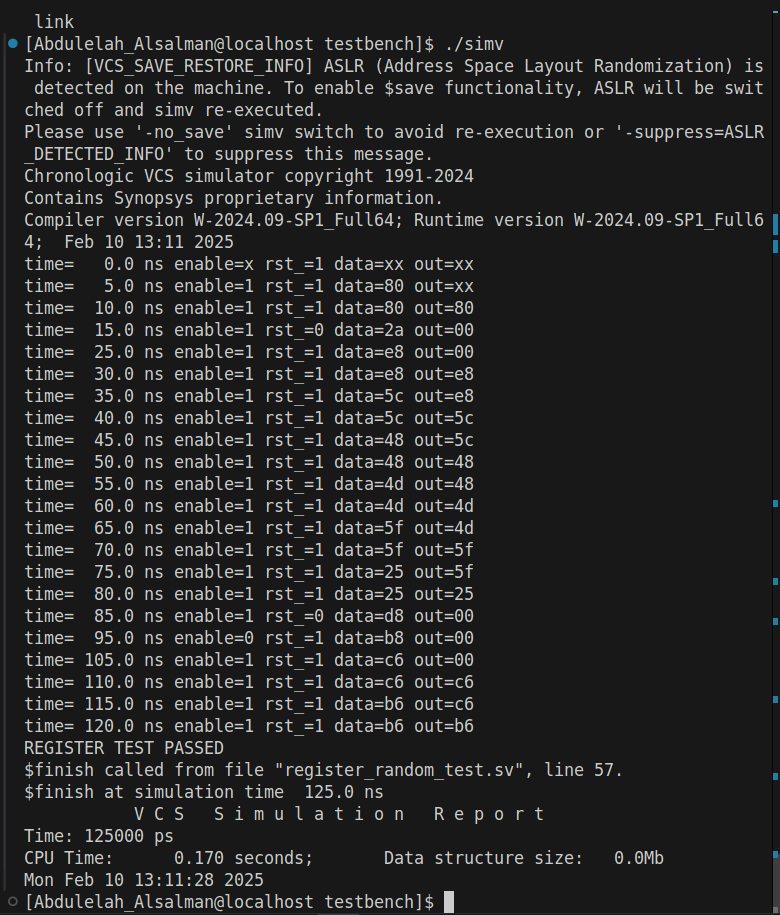 link
[Abdulelah_Alsalman@localhost testbench]$ ./simv
Info: [VCS_SAVE_RESTORE_INFO] ASLR (Address Space Layout Randomization) is
 detected on the machine. To enable $save functionality, ASLR will be swit
ched off and simv re-executed.
Please use '-no_save' simv switch to avoid re-execution or '-suppress=ASLR
_DETECTED_INFO' to suppress this message.
Chronologic VCS simulator copyright 1991-2024
Contains Synopsys proprietary information.
Compiler version W-2024.09-SP1_Full64; Runtime version W-2024.09-SP1_Full6
4;  Feb 10 13:11 2025
time=   0.0 ns enable=x rst_=1 data=xx out=xx
time=   5.0 ns enable=1 rst_=1 data=80 out=xx
time=  10.0 ns enable=1 rst_=1 data=80 out=80
time=  15.0 ns enable=1 rst_=0 data=2a out=00
time=  25.0 ns enable=1 rst_=1 data=e8 out=00
time=  30.0 ns enable=1 rst_=1 data=e8 out=e8
time=  35.0 ns enable=1 rst_=1 data=5c out=e8
time=  40.0 ns enable=1 rst_=1 data=5c out=5c
time=  45.0 ns enable=1 rst_=1 data=48 out=5c
time=  50.0 ns enable=1 rst_=1 data=48 out=48
time=  55.0 ns enable=1 rst_=1 data=4d out=48
time=  60.0 ns enable=1 rst_=1 data=4d out=4d
time=  65.0 ns enable=1 rst_=1 data=5f out=4d
time=  70.0 ns enable=1 rst_=1 data=5f out=5f
time=  75.0 ns enable=1 rst_=1 data=25 out=5f
time=  80.0 ns enable=1 rst_=1 data=25 out=25
time=  85.0 ns enable=1 rst_=0 data=d8 out=00
time=  95.0 ns enable=0 rst_=1 data=b8 out=00
time= 105.0 ns enable=1 rst_=1 data=c6 out=00
time= 110.0 ns enable=1 rst_=1 data=c6 out=c6
time= 115.0 ns enable=1 rst_=1 data=b6 out=c6
time= 120.0 ns enable=1 rst_=1 data=b6 out=b6
REGISTER TEST PASSED
$finish called from file "register_random_test.sv", line 57.
$finish at simulation time  125.0 ns
           V C S   S i m u l a t i o n   R e p o r t
Time: 125000 ps
CPU Time:      0.170 seconds;       Data structure size:   0.0Mb
Mon Feb 10 13:11:28 2025
[Abdulelah_Alsalman@localhost testbench]$